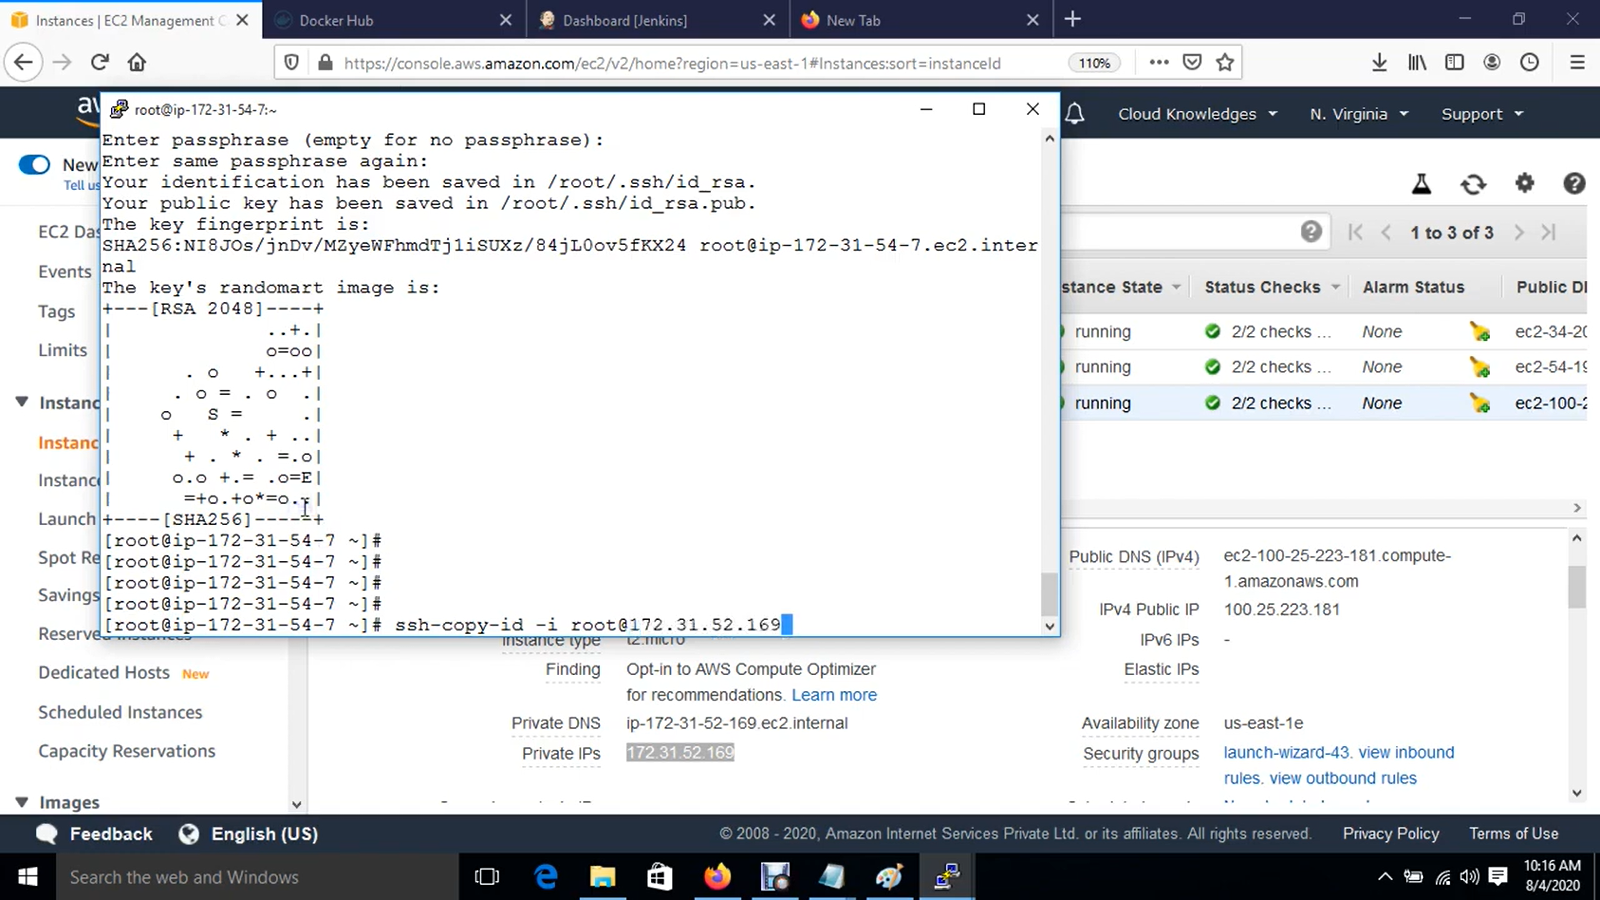 Instances | EC2 Management C
Docker Hub
Dashboard [Jenkins]
New Tab
https://console.aws.amazon.com/ec2/v2/home?region=us-east-1#Instances:sort=instanceId
110%
aw
Cloud Knowledges
N. Virginia
Support
root@ip-172-31-54-7:~
Enter passphrase (empty for no passphrase):
Enter same passphrase again:
Your identification has been saved in /root/.ssh/id_rsa.
Your public key has been saved in /root/.ssh/id_rsa.pub.
The key fingerprint is:
SHA256:NI8JOs/jnDv/MZyeWFhmdTj1iSUXz/84jL0ov5fKX24 root@ip-172-31-54-7.ec2.inter
nal
The key's randomart image is:
+---[RSA 2048]----+
|             ..+.|
|             o=oo|
|      . o   +...+|
|     . o = . o  .|
|    o   S =     .|
|     +   * . + ..|
|      + . * . =.o|
|     o.o +.= .o=E|
+----[SHA256]-----+
[root@ip-172-31-54-7 ~]#
[root@ip-172-31-54-7 ~]#
[root@ip-172-31-54-7 ~]#
[root@ip-172-31-54-7 ~]#
[root@ip-172-31-54-7 ~]# ssh-copy-id -i root@172.31.52.169
New
Tell us
EC2 Das
Events
Tags
Limits
Instanc
Instanc
Instanc
Launch
Spot Re
Savings
Reserved Instances
Dedicated Hosts New
Scheduled Instances
Capacity Reservations
Images
1 to 3 of 3
stance State
Status Checks
Alarm Status
Public D
running 2/2 checks ... None ec2-34-20
running 2/2 checks ... None ec2-54-19
running 2/2 checks ... None ec2-100-2
Public DNS (IPv4) ec2-100-25-223-181.compute-
1.amazonaws.com
IPv4 Public IP 100.25.223.181
IPv6 IPs -
Elastic IPs
Instance type t2.micro
Finding Opt-in to AWS Compute Optimizer
for recommendations. Learn more
Private DNS ip-172-31-52-169.ec2.internal
Private IPs 172.31.52.169
Availability zone us-east-1e
Security groups launch-wizard-43. view inbound
rules. view outbound rules
Feedback
English (US)
© 2008 - 2020, Amazon Internet Services Private Ltd. or its affiliates. All rights reserved.
Privacy Policy
Terms of Use
Search the web and Windows
10:16 AM
8/4/2020